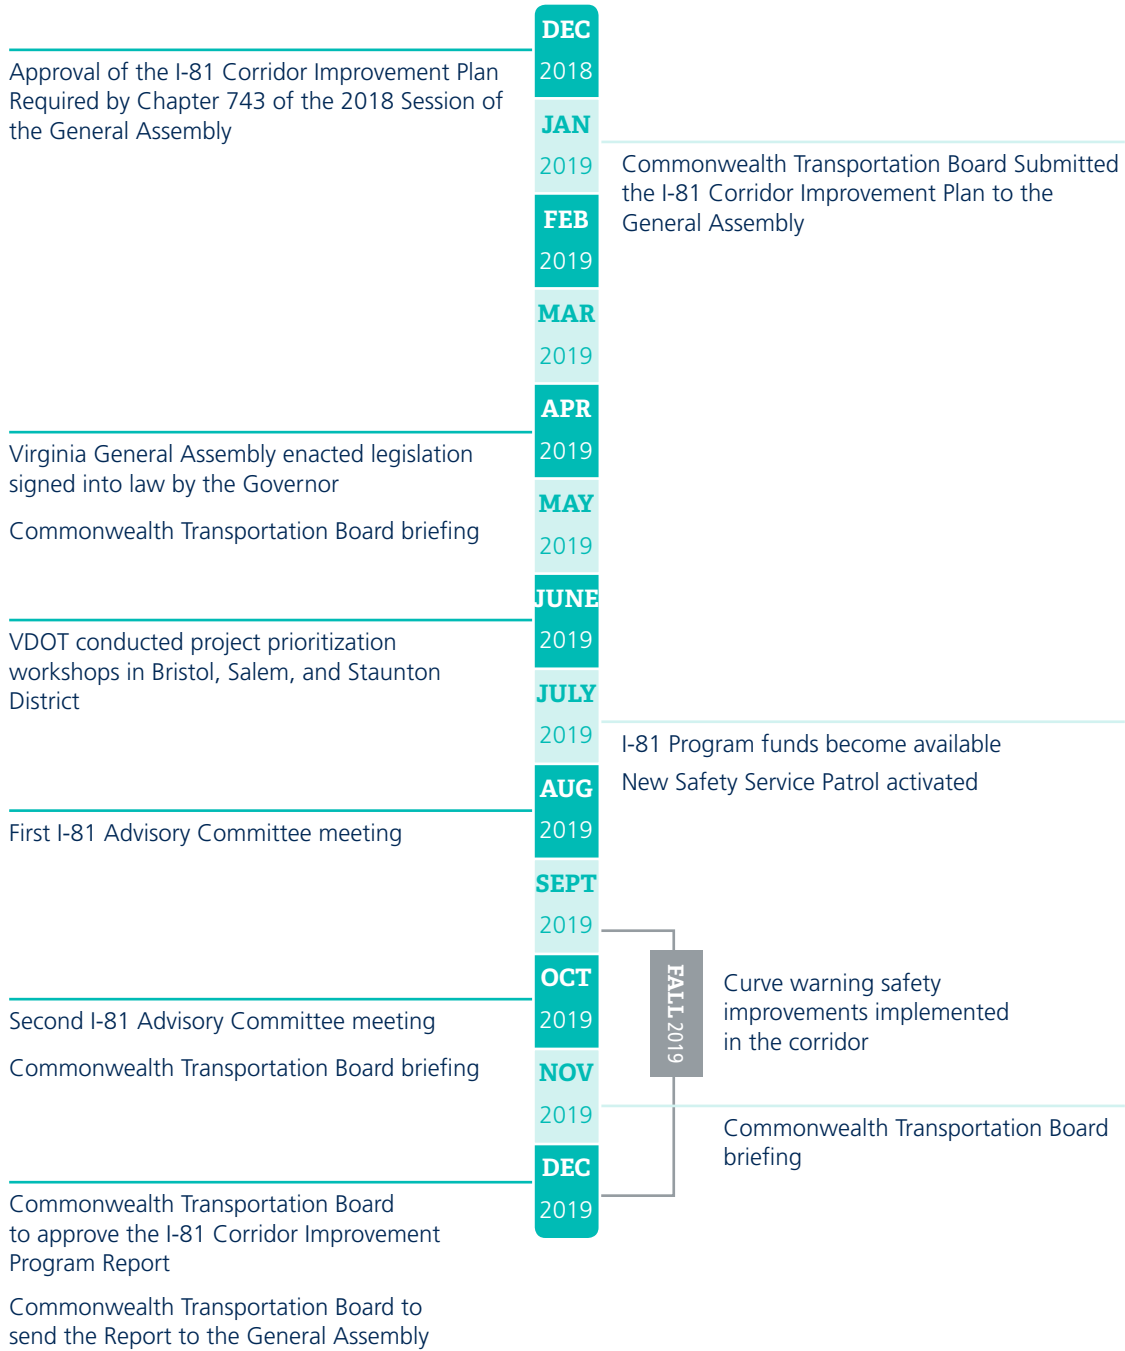 DEC
2018
Approval of the I-81 Corridor Improvement Plan
Required by Chapter 743 of the 2018 Session of
the General Assembly
JAN
2019
Commonwealth Transportation Board Submitted
the I-81 Corridor Improvement Plan to the
General Assembly
FEB
2019
MAR
2019
APR
2019
Virginia General Assembly enacted legislation
signed into law by the Governor
Commonwealth Transportation Board briefing
MAY
2019
JUNE
2019
VDOT conducted project prioritization
workshops in Bristol, Salem, and Staunton
District
JULY
2019
I-81 Program funds become available
New Safety Service Patrol activated
AUG
2019
First I-81 Advisory Committee meeting
SEPT
2019
FALL 2019
Curve warning safety
improvements implemented
in the corridor
OCT
2019
Second I-81 Advisory Committee meeting
Commonwealth Transportation Board briefing
NOV
2019
Commonwealth Transportation Board
briefing
DEC
2019
Commonwealth Transportation Board
to approve the I-81 Corridor Improvement
Program Report
Commonwealth Transportation Board to
send the Report to the General Assembly